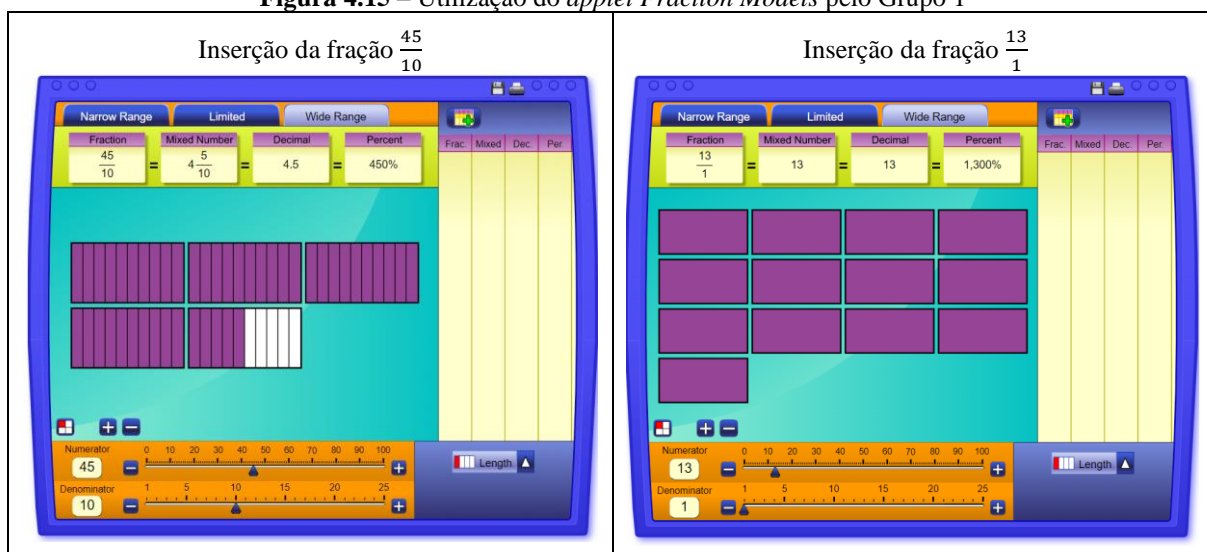 Figura 4.15 – Utilização do applet Fraction Models pelo Grupo 1
Inserção da fração 45/10
Narrow Range Limited Wide Range
Fraction Mixed Number Decimal Percent
45/10 = 4 5/10 = 4.5 = 450%
Frac. Mixed Dec. Per.
Numerator 0 10 20 30 40 50 60 70 80 90 100
45
Denominator 1 5 10 15 20 25
10
Length
Inserção da fração 13/1
Narrow Range Limited Wide Range
Fraction Mixed Number Decimal Percent
13/1 = 13 = 13 = 1,300%
Frac. Mixed Dec. Per.
Numerator 0 10 20 30 40 50 60 70 80 90 100
13
Denominator 1 5 10 15 20 25
1
Length